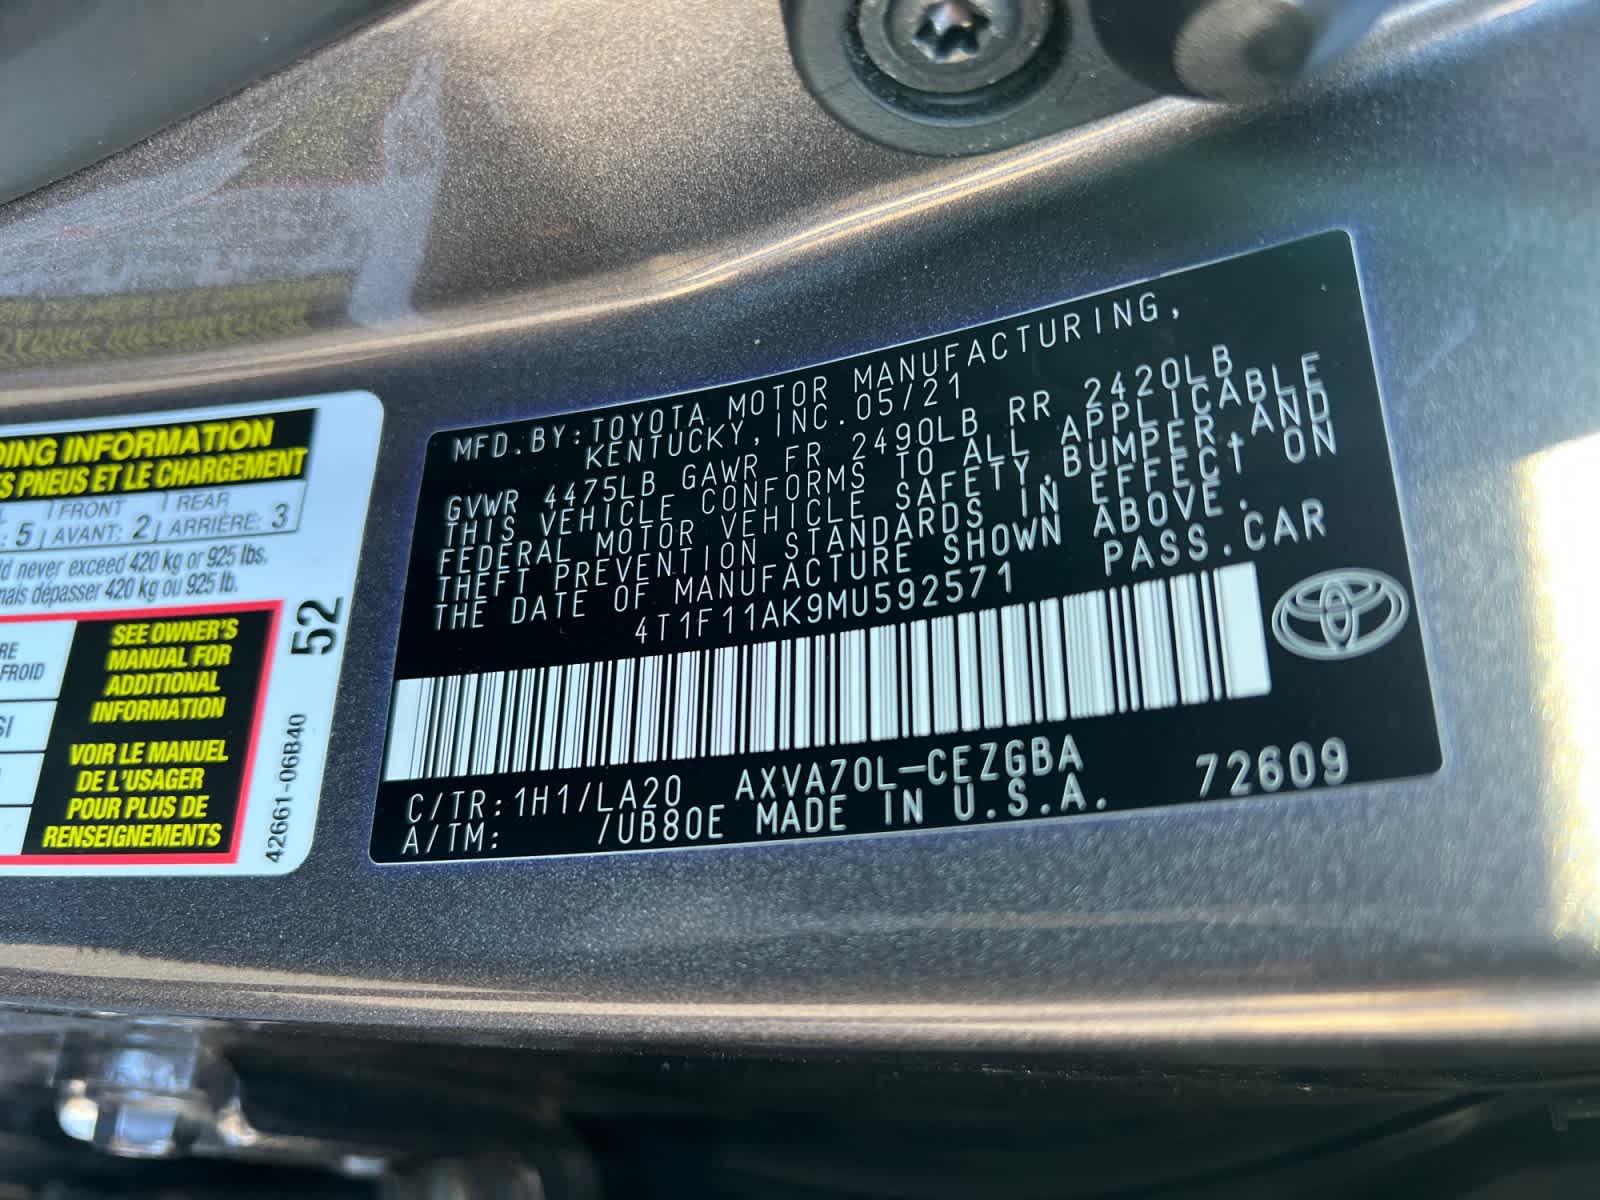 DING INFORMATION
S PNEUS ET LE CHARGEMENT
FRONT REAR
: 5 AVANT: 2 ARRIÈRE: 3
d never exceed 420 kg or 925 lbs.
mais dépasser 420 kg ou 925 lb.
RE
FROID
SI
SEE OWNER'S
MANUAL FOR
ADDITIONAL
INFORMATION
VOIR LE MANUEL
DE L'USAGER
POUR PLUS DE
RENSEIGNEMENTS
52
42661-06B40
MFD. BY: TOYOTA MOTOR MANUFACTURING,
KENTUCKY, INC. 05/21
GVWR 4475LB GAWR FR 2490LB RR 2420LB
THIS VEHICLE CONFORMS TO ALL APPLICABLE
FEDERAL MOTOR VEHICLE SAFETY, BUMPER, AND
THEFT PREVENTION STANDARDS IN EFFECT ON
THE DATE OF MANUFACTURE SHOWN ABOVE.
4T1F11AK9MU592571 PASS. CAR
C/TR: 1H1/LA20 AXVA70L-CEZGBA 72609
A/TM: /UB80E MADE IN U.S.A.